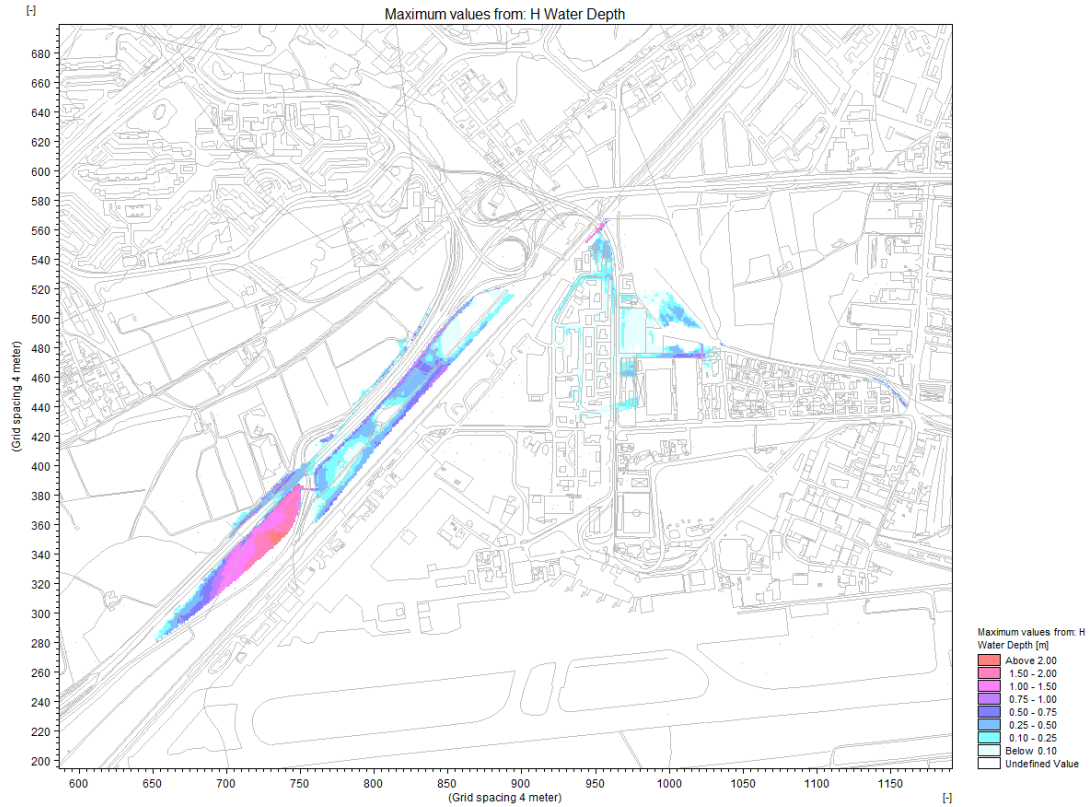 [-]
Maximum values from: H Water Depth
680
660
640
620
600
580
560
540
520
500
480
460
440
420
400
380
360
340
320
300
280
260
240
220
200
(Grid spacing 4 meter)
600 650 700 750 800 850 900 950 1000 1050 1100 1150
(Grid spacing 4 meter)
[-]
Maximum values from: H
Water Depth [m]
Above 2.00
1.50 - 2.00
1.00 - 1.50
0.75 - 1.00
0.50 - 0.75
0.25 - 0.50
0.10 - 0.25
Below 0.10
Undefined Value